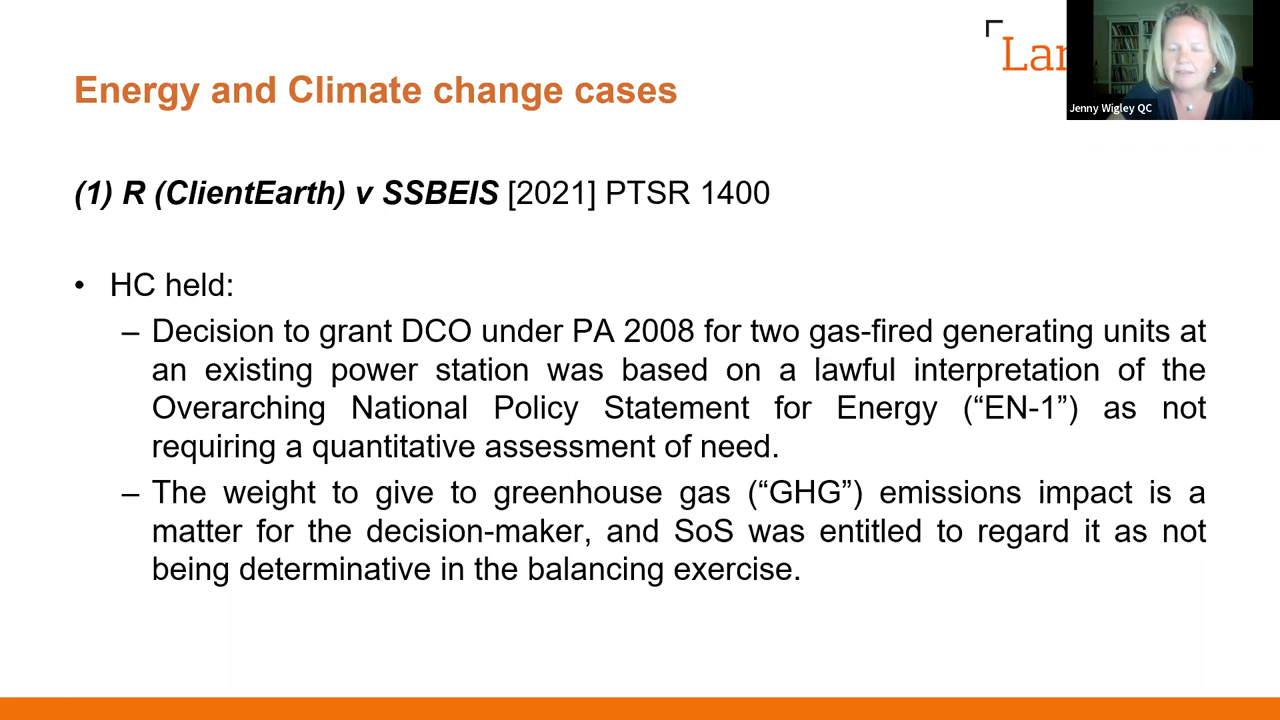 Lan
Jenny Wigley QC
Energy and Climate change cases
(1) R (ClientEarth) v SSBEIS [2021] PTSR 1400
• HC held:
– Decision to grant DCO under PA 2008 for two gas-fired generating units at
an existing power station was based on a lawful interpretation of the
Overarching National Policy Statement for Energy (“EN-1”) as not
requiring a quantitative assessment of need.
– The weight to give to greenhouse gas (“GHG”) emissions impact is a
matter for the decision-maker, and SoS was entitled to regard it as not
being determinative in the balancing exercise.